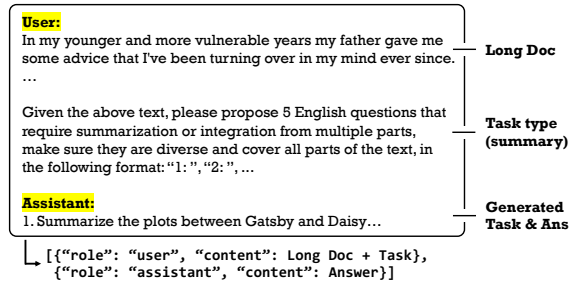 User:
In my younger and more vulnerable years my father gave me
some advice that I've been turning over in my mind ever since.
…
Long Doc
Given the above text, please propose 5 English questions that
require summarization or integration from multiple parts,
make sure they are diverse and cover all parts of the text, in
the following format: “1: ”, “2: ”, ...
Task type
(summary)
Assistant:
1. Summarize the plots between Gatsby and Daisy…
Generated
Task & Ans
[{“role”: “user”, “content”: Long Doc + Task},
{“role”: “assistant”, “content”: Answer}]